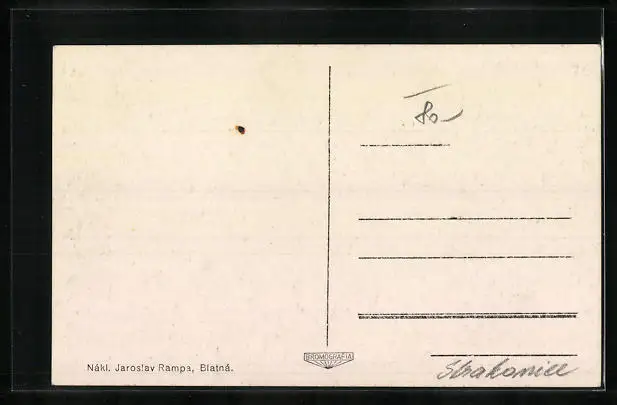 80
BROMOGRAFIA
Nákl. Jaroslav Rampa, Blatná.
Strakonice